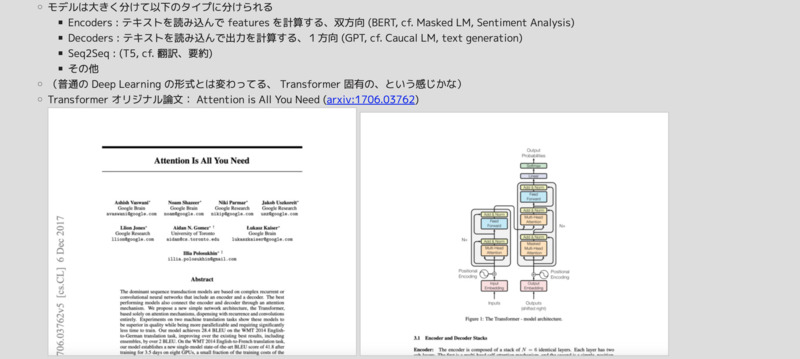 モデルは大きく分けて以下のタイプに分けられる
Encoders : テキストを読み込んで features を計算する、双方向 (BERT, cf. Masked LM, Sentiment Analysis)
Decoders : テキストを読み込んで出力を計算する、１方向 (GPT, cf. Caucal LM, text generation)
Seq2Seq : (T5, cf. 翻訳、要約)
その他
（普通の Deep Learning の形式とは変わってる、 Transformer 固有の、という感じかな）
Transformer オリジナル論文： Attention is All You Need (arxiv:1706.03762)
Attention Is All You Need
Ashish Vaswani* Noam Shazeer* Niki Parmar* Jakob Uszkoreit*
Google Brain Google Brain Google Research Google Research
avaswani@google.com noam@google.com nikip@google.com usz@google.com
Llion Jones* Aidan N. Gomez* † Łukasz Kaiser*
Google Research University of Toronto Google Brain
llion@google.com aidan@cs.toronto.edu lukaszkaiser@google.com
Illia Polosukhin* ‡
illia.polosukhin@gmail.com
Abstract
The dominant sequence transduction models are based on complex recurrent or
convolutional neural networks that include an encoder and a decoder. The best
performing models also connect the encoder and decoder through an attention
mechanism. We propose a new simple network architecture, the Transformer,
based solely on attention mechanisms, dispensing with recurrence and convolutions
entirely. Experiments on two machine translation tasks show these models to
be superior in quality while being more parallelizable and requiring significantly
less time to train. Our model achieves 28.4 BLEU on the WMT 2014 English-
to-German translation task, improving over the existing best results, including
ensembles, by over 2 BLEU. On the WMT 2014 English-to-French translation task,
our model establishes a new single-model state-of-the-art BLEU score of 41.8 after
training for 3.5 days on eight GPUs, a small fraction of the training costs of the
706.03762v5 [cs.CL] 6 Dec 2017
Output
Probabilities
Softmax
Linear
Add & Norm
Feed
Forward
Add & Norm
Multi-Head
Attention
Add & Norm
Feed
Forward
Add & Norm
Multi-Head
Attention
Add & Norm
Masked
Multi-Head
Attention
Nx
Nx
Positional
Encoding
Positional
Encoding
Input
Embedding
Output
Embedding
Inputs
Outputs
(shifted right)
Figure 1: The Transformer - model architecture.
3.1 Encoder and Decoder Stacks
Encoder: The encoder is composed of a stack of N = 6 identical layers. Each layer has two